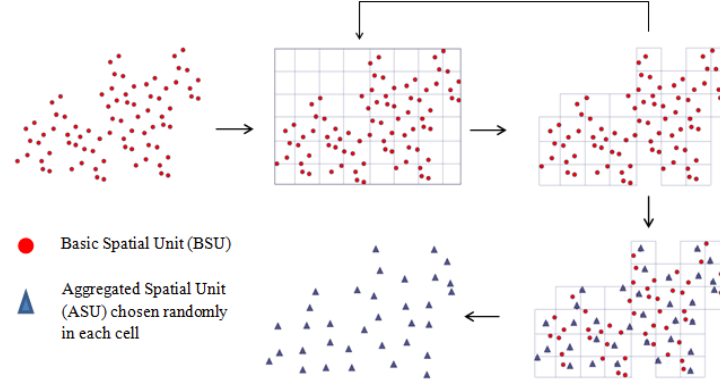 Basic Spatial Unit (BSU)
Aggregated Spatial Unit
(ASU) chosen randomly
in each cell